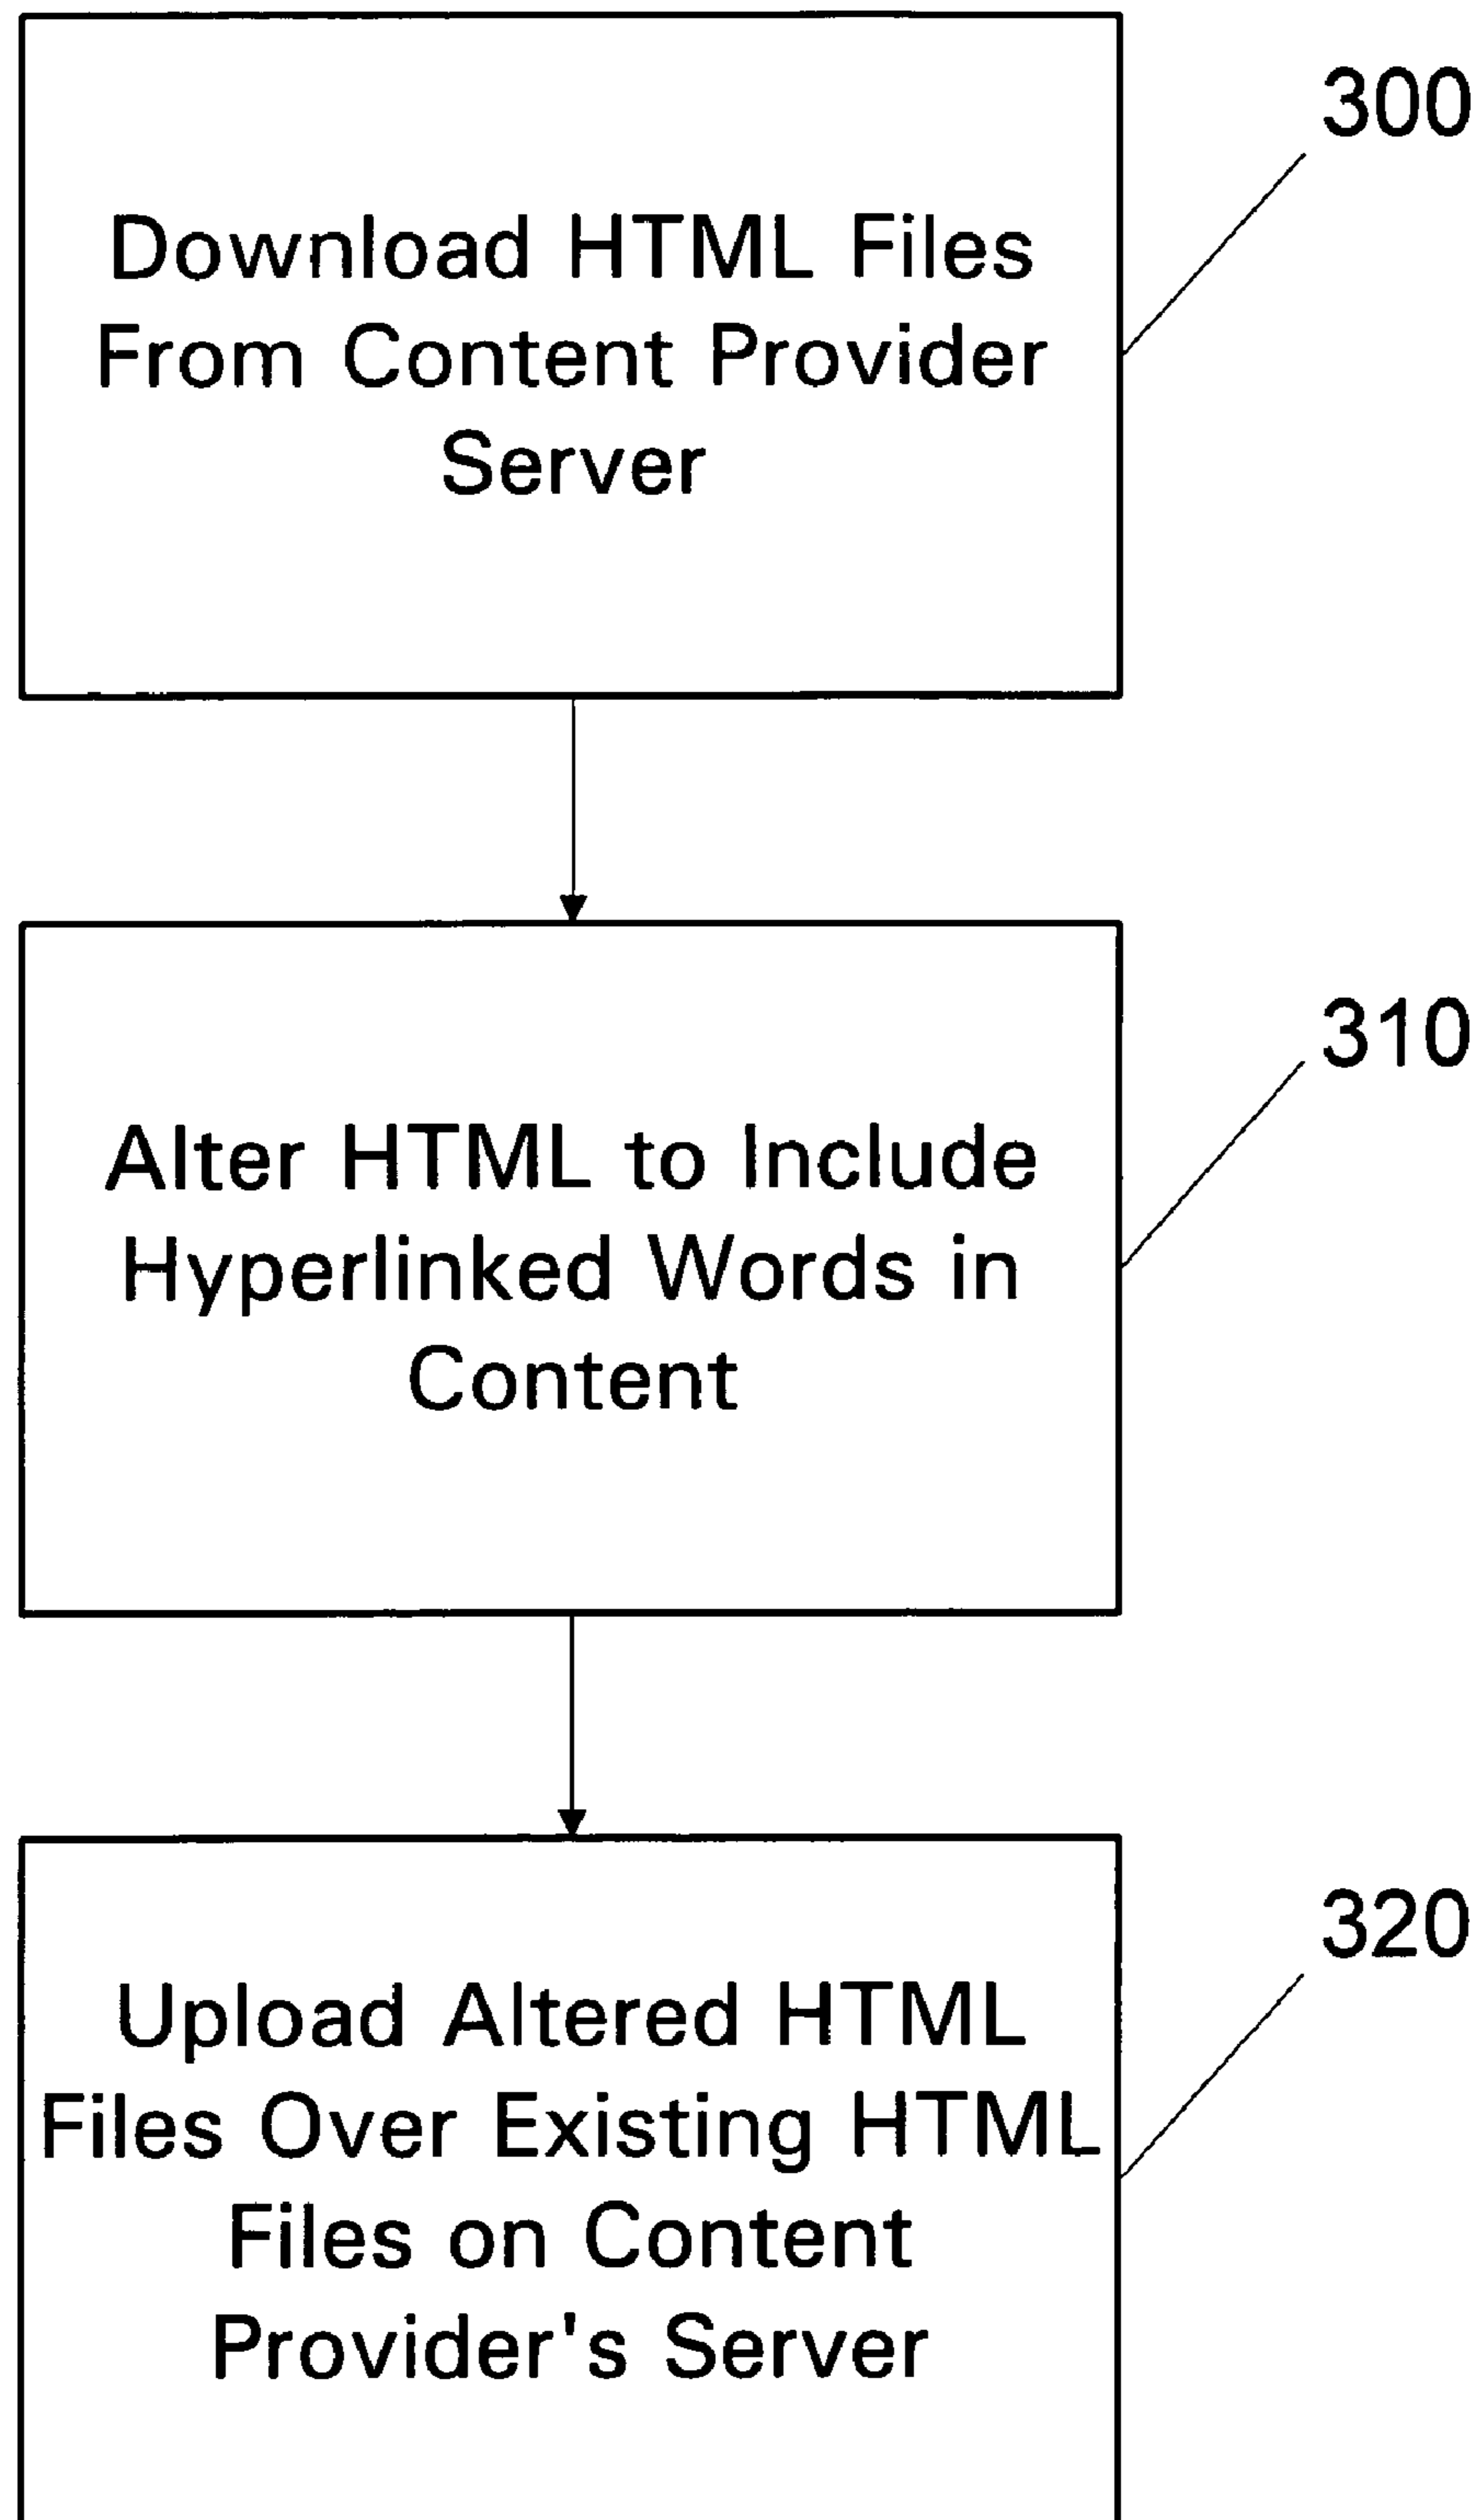 300
Download HTML Files
From Content Provider
Server
310
Alter HTML to Include
Hyperlinked Words in
Content
320
Upload Altered HTML
Files Over Existing HTML
Files on Content
Provider's Server